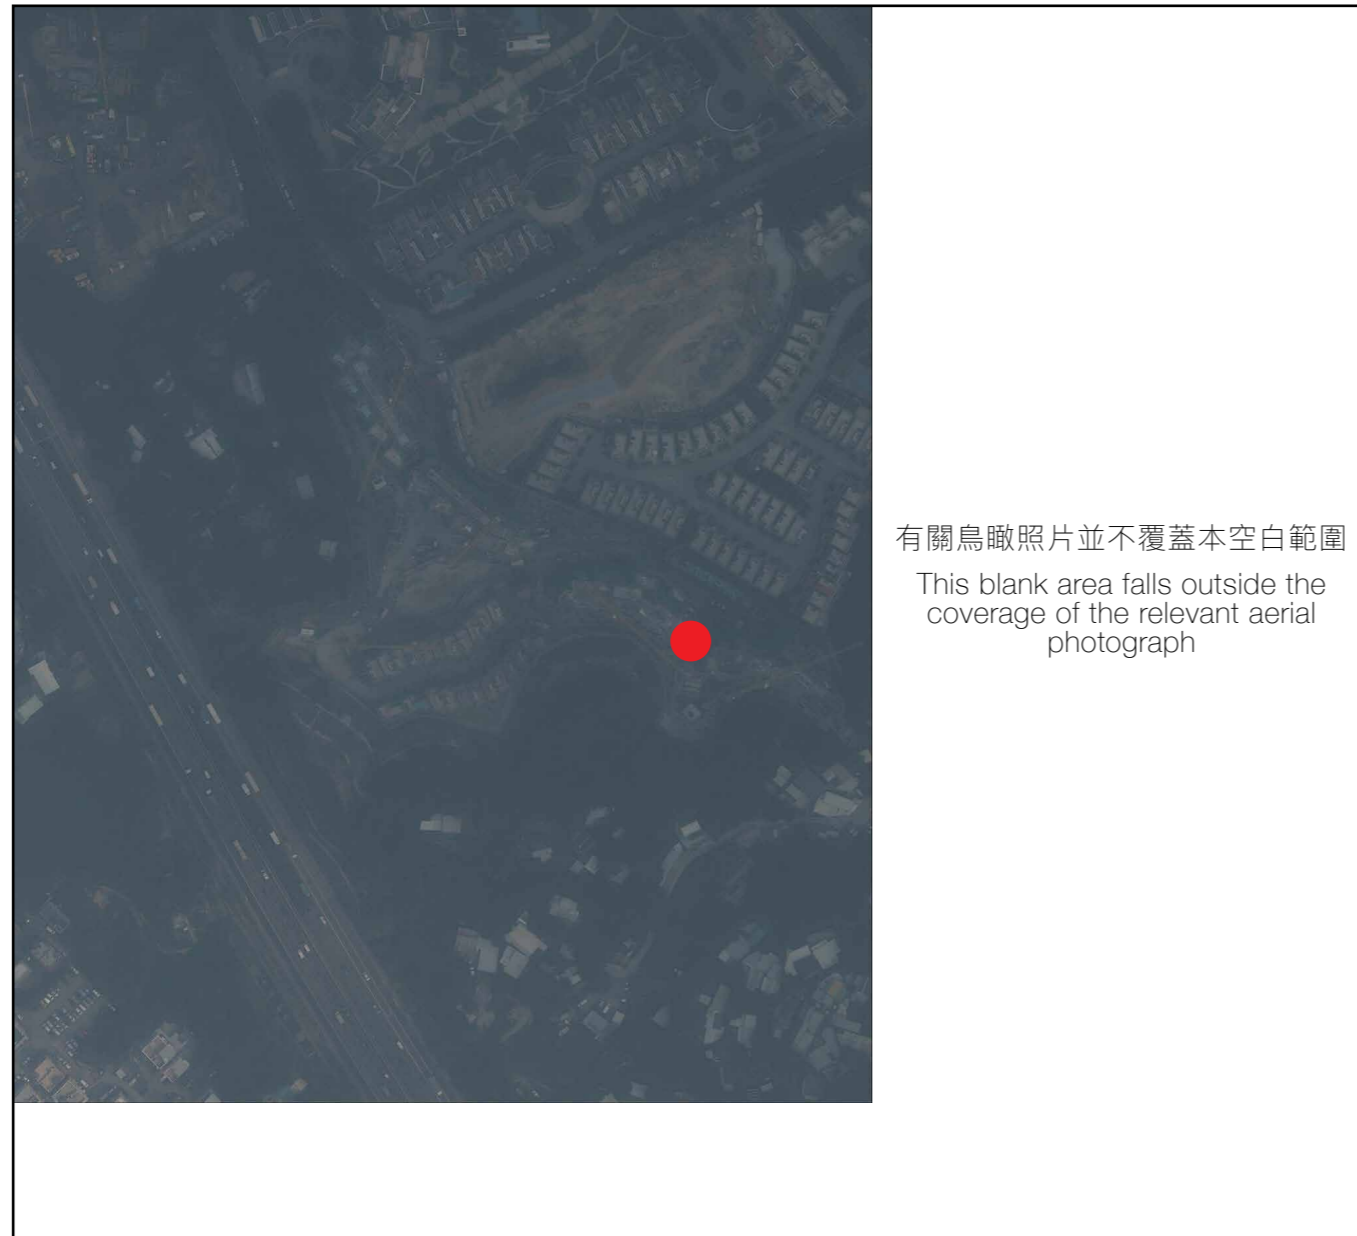 有關鳥瞰照片並不覆蓋本空白範圍
This blank area falls outside the
coverage of the relevant aerial
photograph